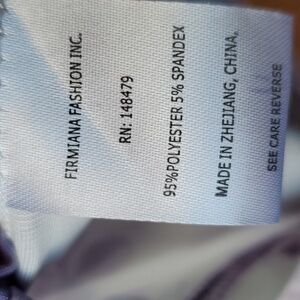 FIRMIANA FASHION INC.
RN: 148479
95%POLYESTER 5% SPANDEX
MADE IN ZHEJIANG, CHINA.
SEE CARE REVERSE